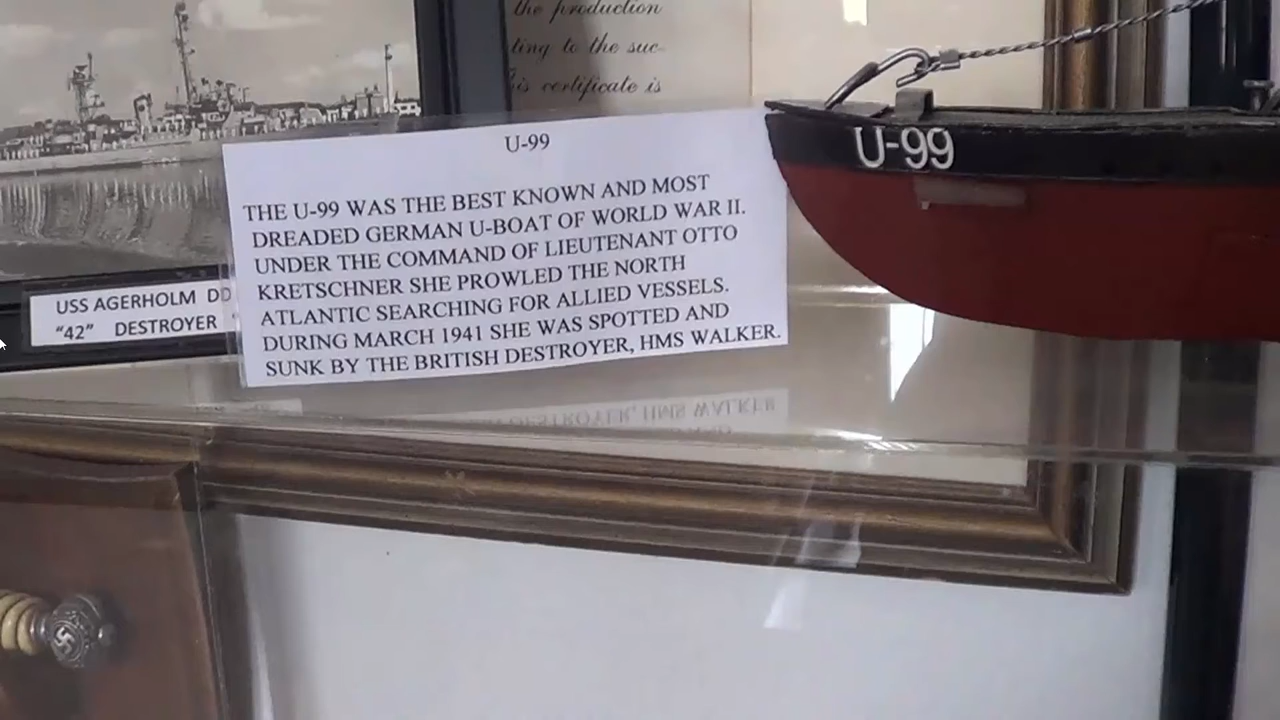 the production
ting to the suc-
his certificate is
U-99
U-99
THE U-99 WAS THE BEST KNOWN AND MOST
DREADED GERMAN U-BOAT OF WORLD WAR II.
UNDER THE COMMAND OF LIEUTENANT OTTO
KRETSCHNER SHE PROWLED THE NORTH
ATLANTIC SEARCHING FOR ALLIED VESSELS.
DURING MARCH 1941 SHE WAS SPOTTED AND
SUNK BY THE BRITISH DESTROYER, HMS WALKER.
USS AGERHOLM DD
"42" DESTROYER